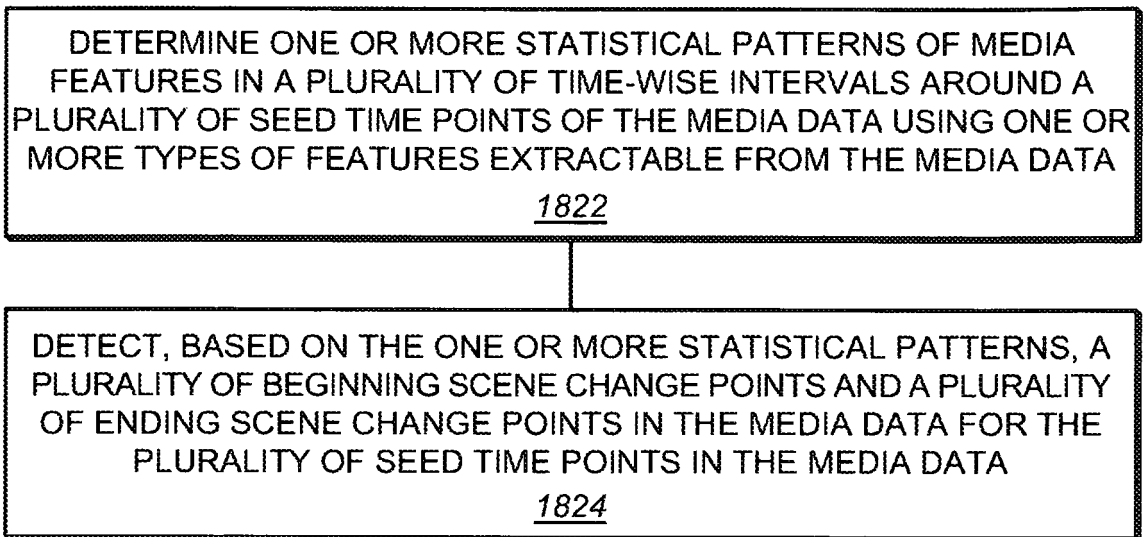 DETERMINE ONE OR MORE STATISTICAL PATTERNS OF MEDIA
FEATURES IN A PLURALITY OF TIME-WISE INTERVALS AROUND A
PLURALITY OF SEED TIME POINTS OF THE MEDIA DATA USING ONE OR
MORE TYPES OF FEATURES EXTRACTABLE FROM THE MEDIA DATA
1822
DETECT, BASED ON THE ONE OR MORE STATISTICAL PATTERNS, A
PLURALITY OF BEGINNING SCENE CHANGE POINTS AND A PLURALITY
OF ENDING SCENE CHANGE POINTS IN THE MEDIA DATA FOR THE
PLURALITY OF SEED TIME POINTS IN THE MEDIA DATA
1824